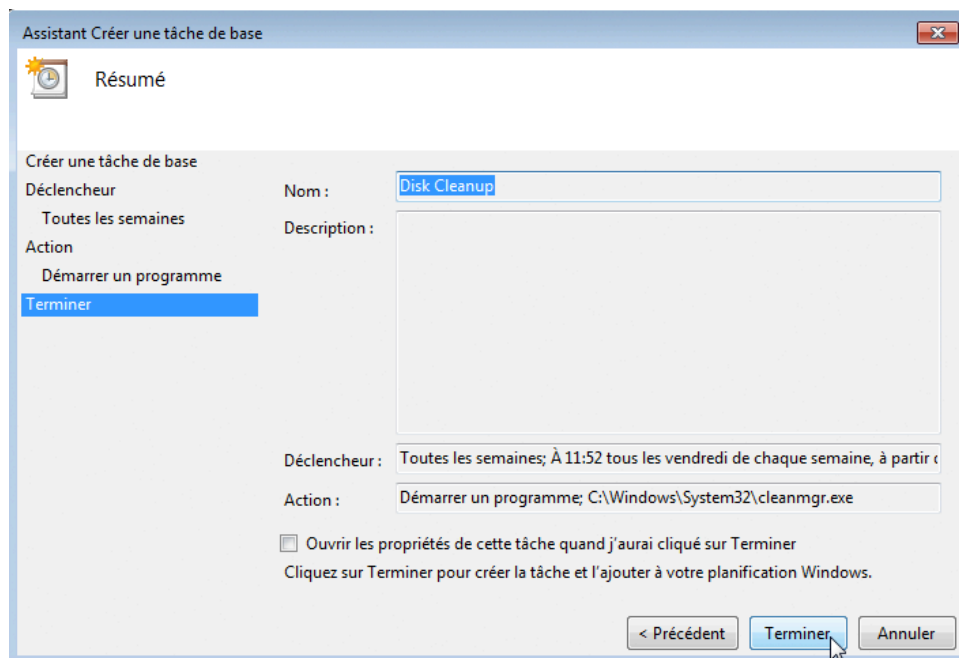 Assistant Créer une tâche de base
Résumé
Créer une tâche de base
Déclencheur
Toutes les semaines
Action
Démarrer un programme
Terminer
Nom :
Disk Cleanup
Description :
Déclencheur :
Toutes les semaines; À 11:52 tous les vendredi de chaque semaine, à partir
Action :
Démarrer un programme; C:\Windows\System32\cleanmgr.exe
Ouvrir les propriétés de cette tâche quand j'aurai cliqué sur Terminer
Cliquez sur Terminer pour créer la tâche et l'ajouter à votre planification Windows.
< Précédent
Terminer
Annuler